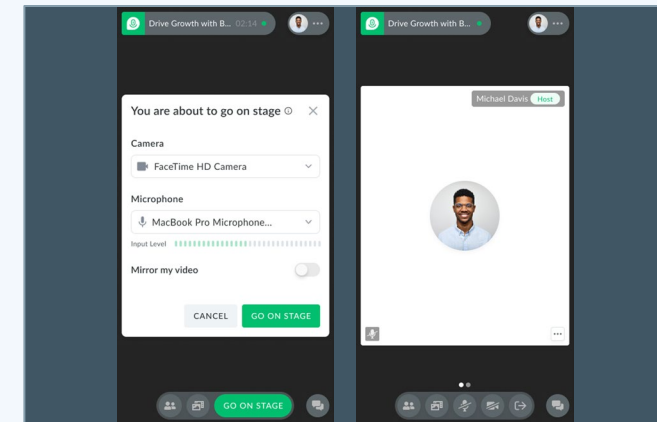 Drive Growth with B... 02:14
You are about to go on stage
Camera
FaceTime HD Camera
Microphone
MacBook Pro Microphone...
Input Level
Mirror my video
CANCEL GO ON STAGE
GO ON STAGE
Drive Growth with B...
Michael Davis Host